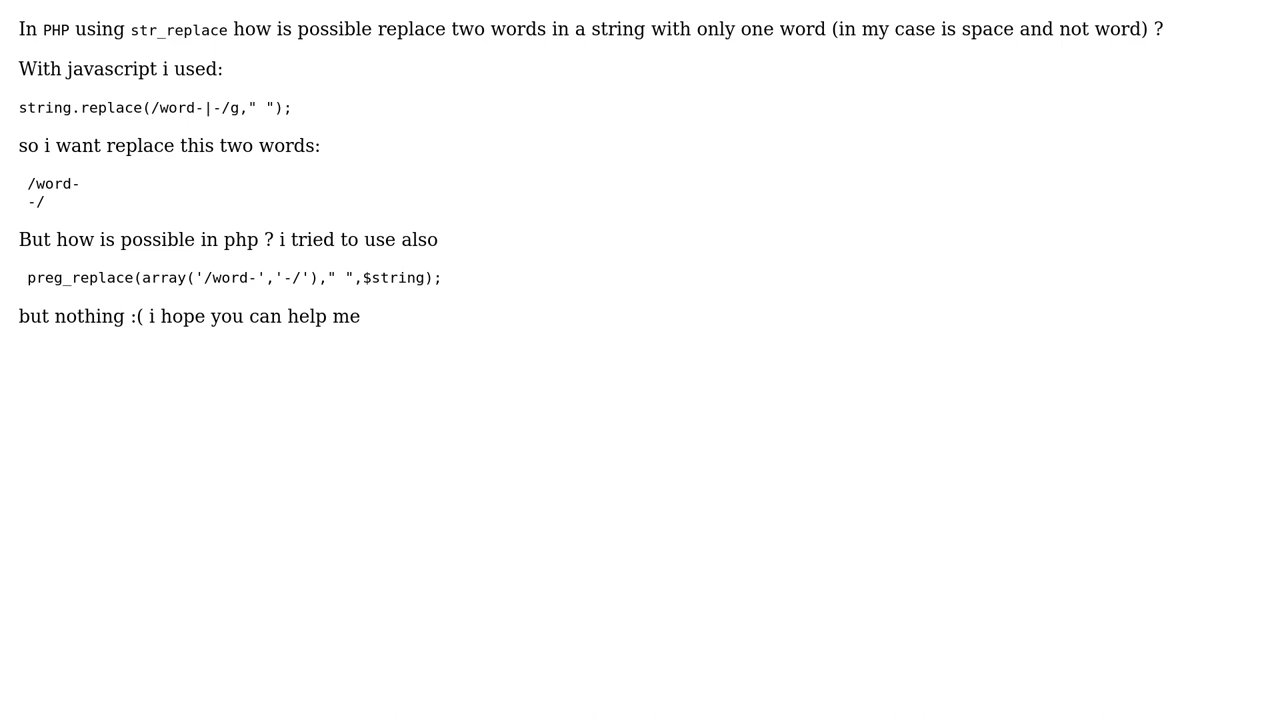 In PHP using str_replace how is possible replace two words in a string with only one word (in my case is space and not word) ?
With javascript i used:
string.replace(/word-|-/g," ");
so i want replace this two words:
/word-
-/
But how is possible in php ? i tried to use also
preg_replace(array('/word-','-/')," ",$string);
but nothing :( i hope you can help me